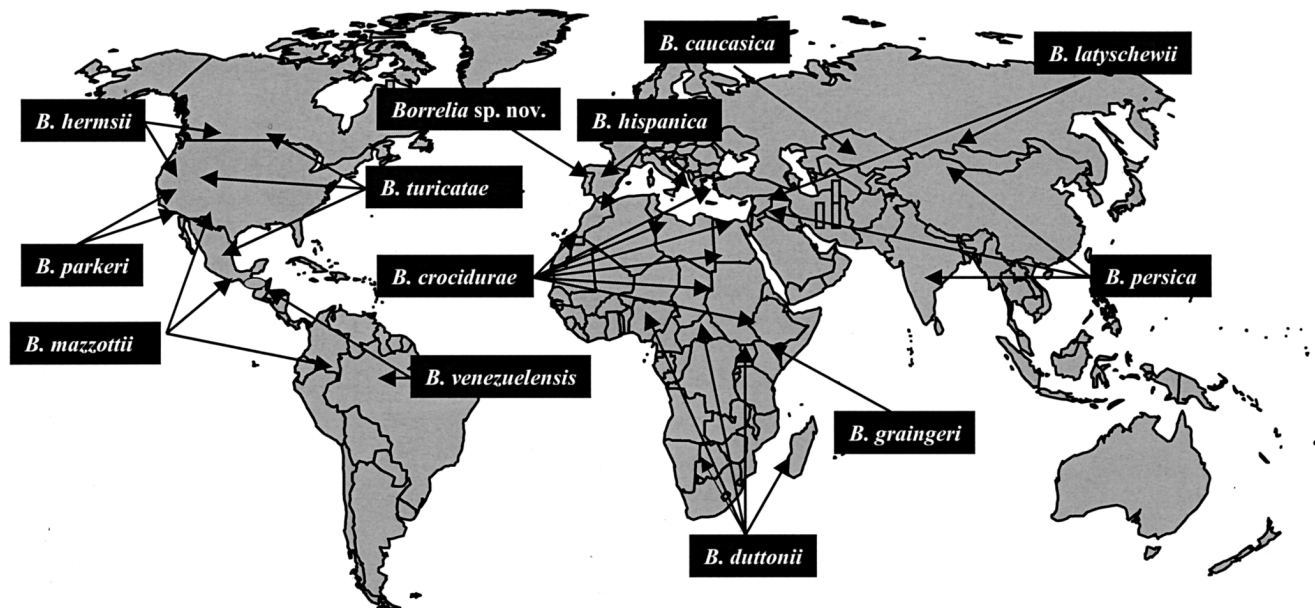 B. caucasica
B. latyschewii
B. hermsii
Borrelia sp. nov.
B. hispanica
B. turicatae
B. parkeri
B. crocidurae
B. persica
B. mazzottii
B. venezuelensis
B. graingeri
B. duttonii